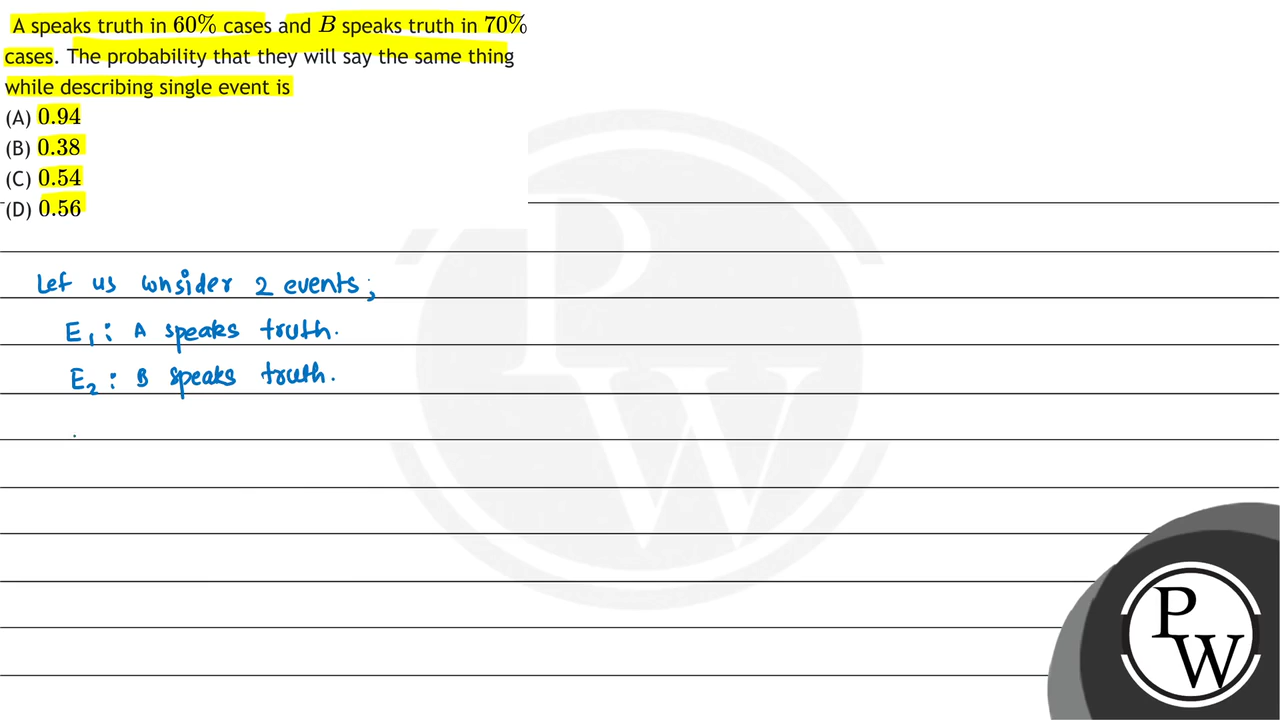 A speaks truth in 60% cases and B speaks truth in 70%
cases. The probability that they will say the same thing
while describing single event is
(A) 0.94
(B) 0.38
(C) 0.54
(D) 0.56
Let us consider 2 events;
E₁: A speaks truth.
E₂: B speaks truth.
P
W
P
W